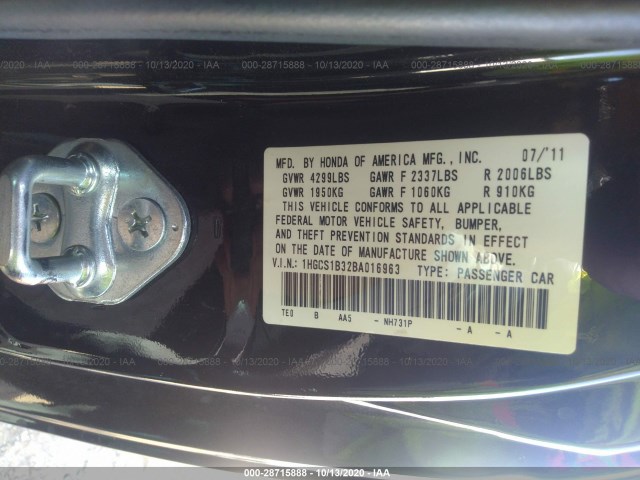 000-28715888 - 10/13/2020 - IAA 000-28715888 - 10/13/2020 - IAA 000-28715888 - 10/13/2020 - IAA
MFD. BY HONDA OF AMERICA MFG., INC. 07/'11
GVWR 4299LBS GAWR F 2337LBS R 2006LBS
GVWR 1950KG GAWR F 1060KG R 910KG
THIS VEHICLE CONFORMS TO ALL APPLICABLE
FEDERAL MOTOR VEHICLE SAFETY, BUMPER,
AND THEFT PREVENTION STANDARDS IN EFFECT
ON THE DATE OF MANUFACTURE SHOWN ABOVE.
V.I.N.: 1HGCS1B32BA016963 TYPE: PASSENGER CAR
TE0 B AA5 - NH731P - A - A
000-28715888 - 10/13/2020 - IAA